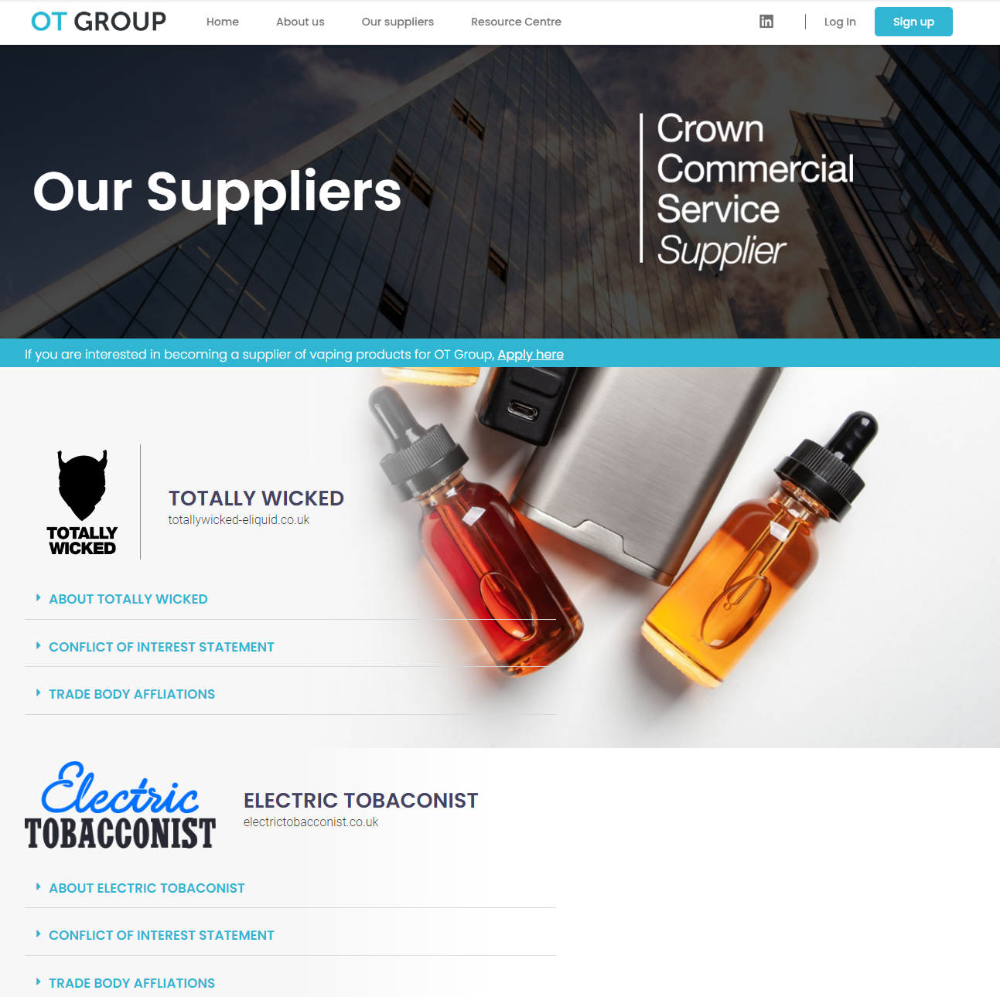 OT GROUP
Home About us Our suppliers Resource Centre
in
Log In Sign up
Our Suppliers
Crown
Commercial
Service
Supplier
If you are interested in becoming a supplier of vaping products for OT Group, Apply here
TOTALLY
WICKED
TOTALLY WICKED
totallywicked-eliquid.co.uk
ABOUT TOTALLY WICKED
CONFLICT OF INTEREST STATEMENT
TRADE BODY AFFLIATIONS
Electric
TOBACCONIST
ELECTRIC TOBACONIST
electrictobacconist.co.uk
ABOUT ELECTRIC TOBACONIST
CONFLICT OF INTEREST STATEMENT
TRADE BODY AFFLIATIONS